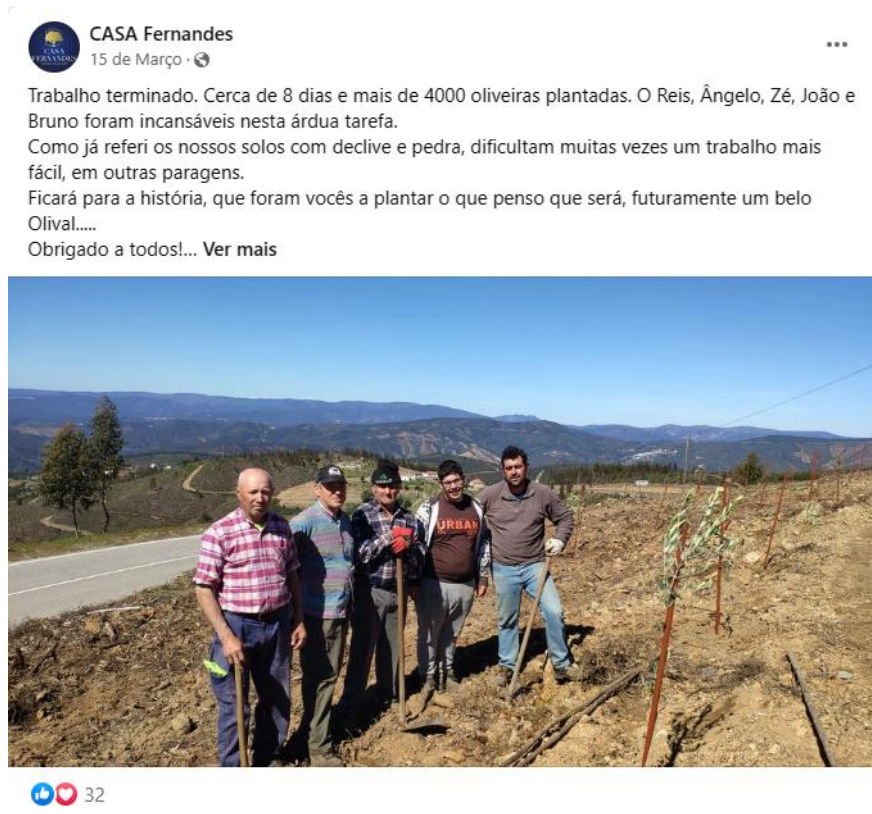 CASA Fernandes
15 de Março
CASA
FERNANDES
Trabalho terminado. Cerca de 8 dias e mais de 4000 oliveiras plantadas. O Reis, Ângelo, Zé, João e
Bruno foram incansáveis nesta árdua tarefa.
Como já referi os nossos solos com declive e pedra, dificultam muitas vezes um trabalho mais
fácil, em outras paragens.
Ficará para a história, que foram vocês a plantar o que penso que será, futuramente um belo
Olival.....
Obrigado a todos!... Ver mais
URBAN
32